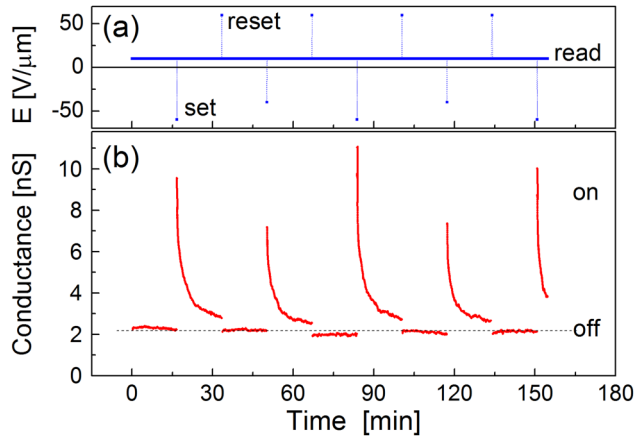 (a)
reset
read
set
E [V/μm]
50
0
-50
(b)
on
off
Conductance [nS]
10
8
6
4
2
0
0 30 60 90 120 150 180
Time [min]